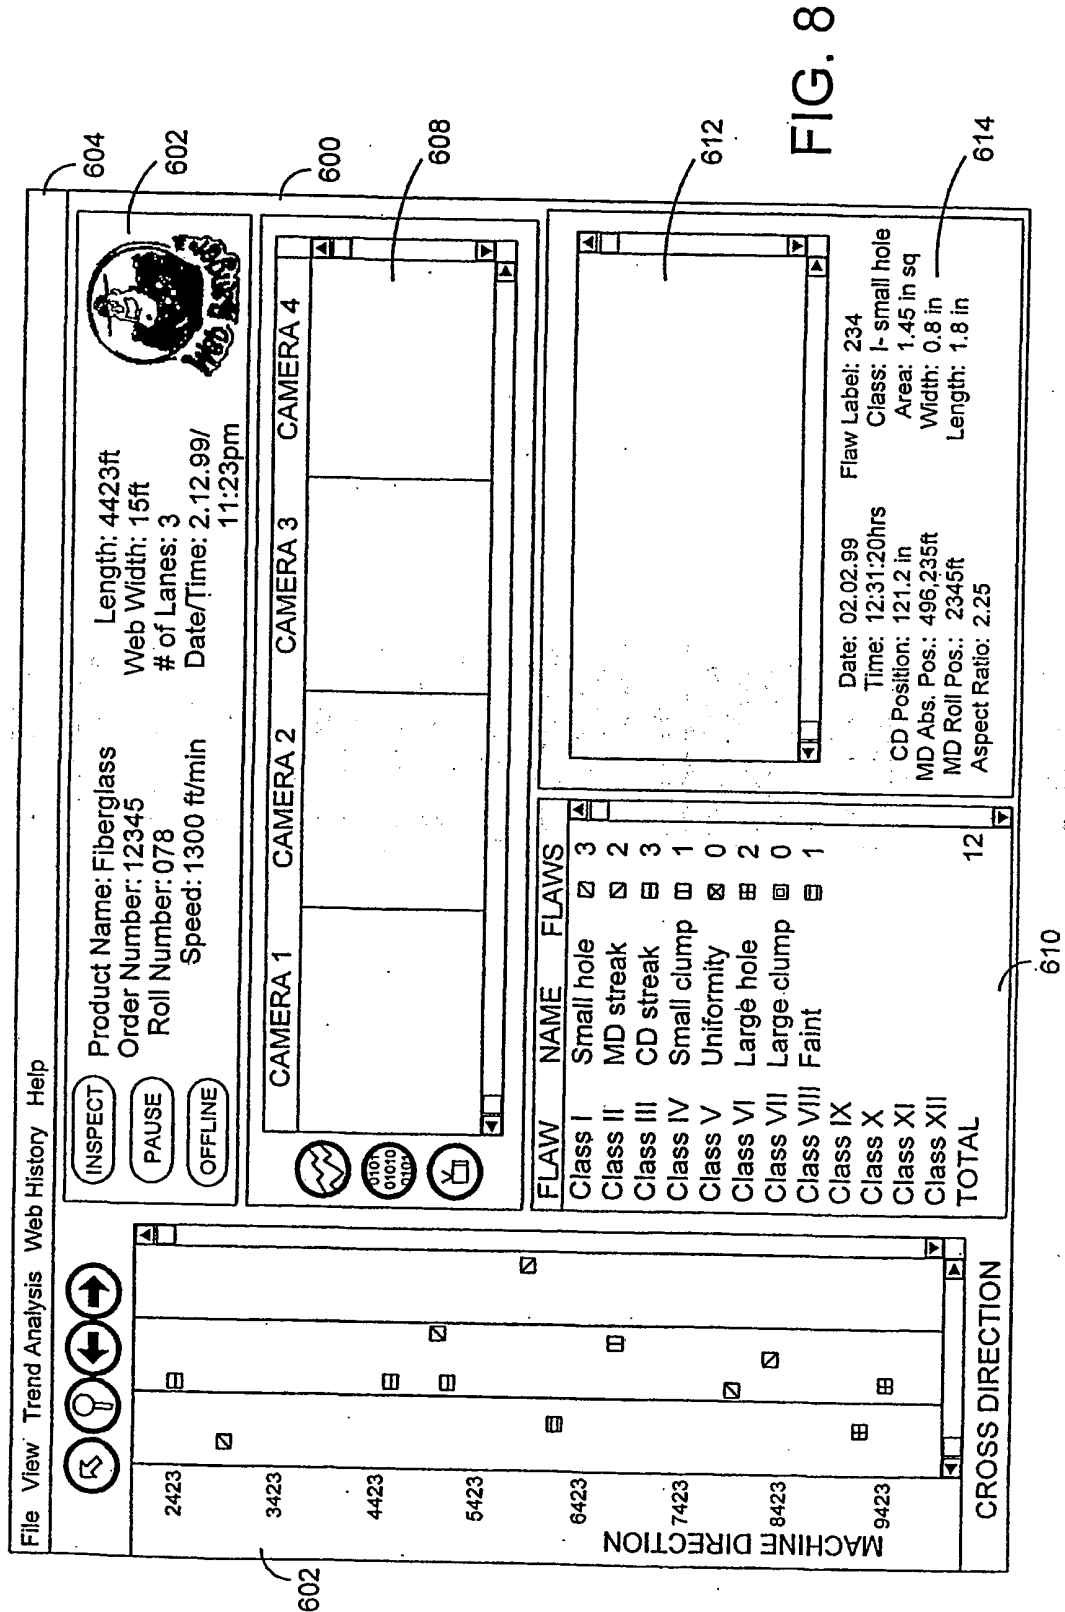 File View Trend Analysis Web History Help
604
INSPECT
PAUSE
OFFLINE
Product Name: Fiberglass
Order Number: 12345
Roll Number: 078
Speed: 1300 ft/min
Length: 4423ft
Web Width: 15ft
# of Lanes: 3
Date/Time: 2.12.99/
11:23pm
Web Ranger
602
600
CAMERA 1 CAMERA 2 CAMERA 3 CAMERA 4
0101
01010
0101
608
2423
3423
4423
5423
6423
7423
8423
9423
MACHINE DIRECTION
CROSS DIRECTION
602
FLAW NAME FLAWS
Class I Small hole 3
Class II MD streak 2
Class III CD streak 3
Class IV Small clump 1
Class V Uniformity 0
Class VI Large hole 2
Class VII Large clump 0
Class VIII Faint 1
Class IX
Class X
Class XI
Class XII
TOTAL 12
610
612
Date: 02.02.99
Time: 12:31:20hrs
CD Position: 121.2 in
MD Abs. Pos.: 496,235ft
MD Roll Pos.: 2345ft
Aspect Ratio: 2.25
Flaw Label: 234
Class: I- small hole
Area: 1.45 in sq
Width: 0.8 in
Length: 1.8 in
614
FIG. 8